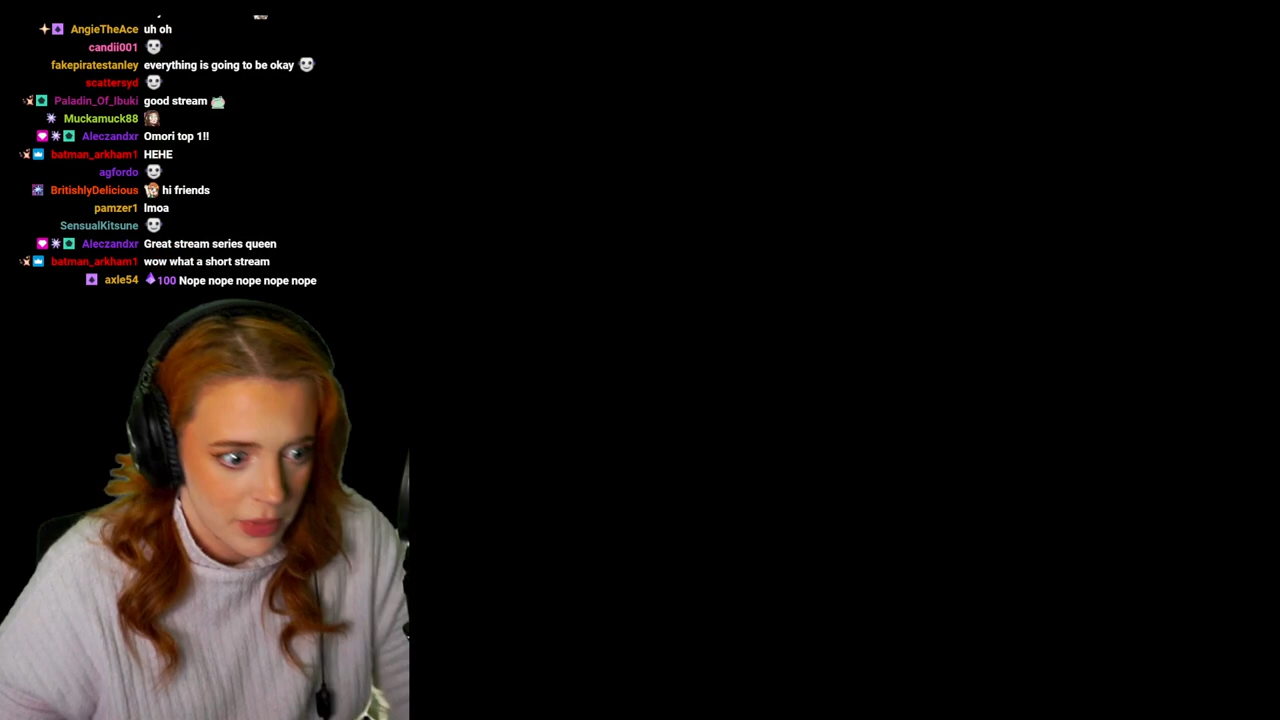 AngieTheAce uh oh
candii001
fakepiratestanley everything is going to be okay
scattersyd
Paladin_Of_Ibuki good stream
Muckamuck88
Aleczandxr Omori top 1!!
batman_arkham1 HEHE
agfordo
BritishlyDelicious hi friends
pamzer1 lmoa
SensualKitsune
Aleczandxr Great stream series queen
batman_arkham1 wow what a short stream
axle54 100 Nope nope nope nope nope